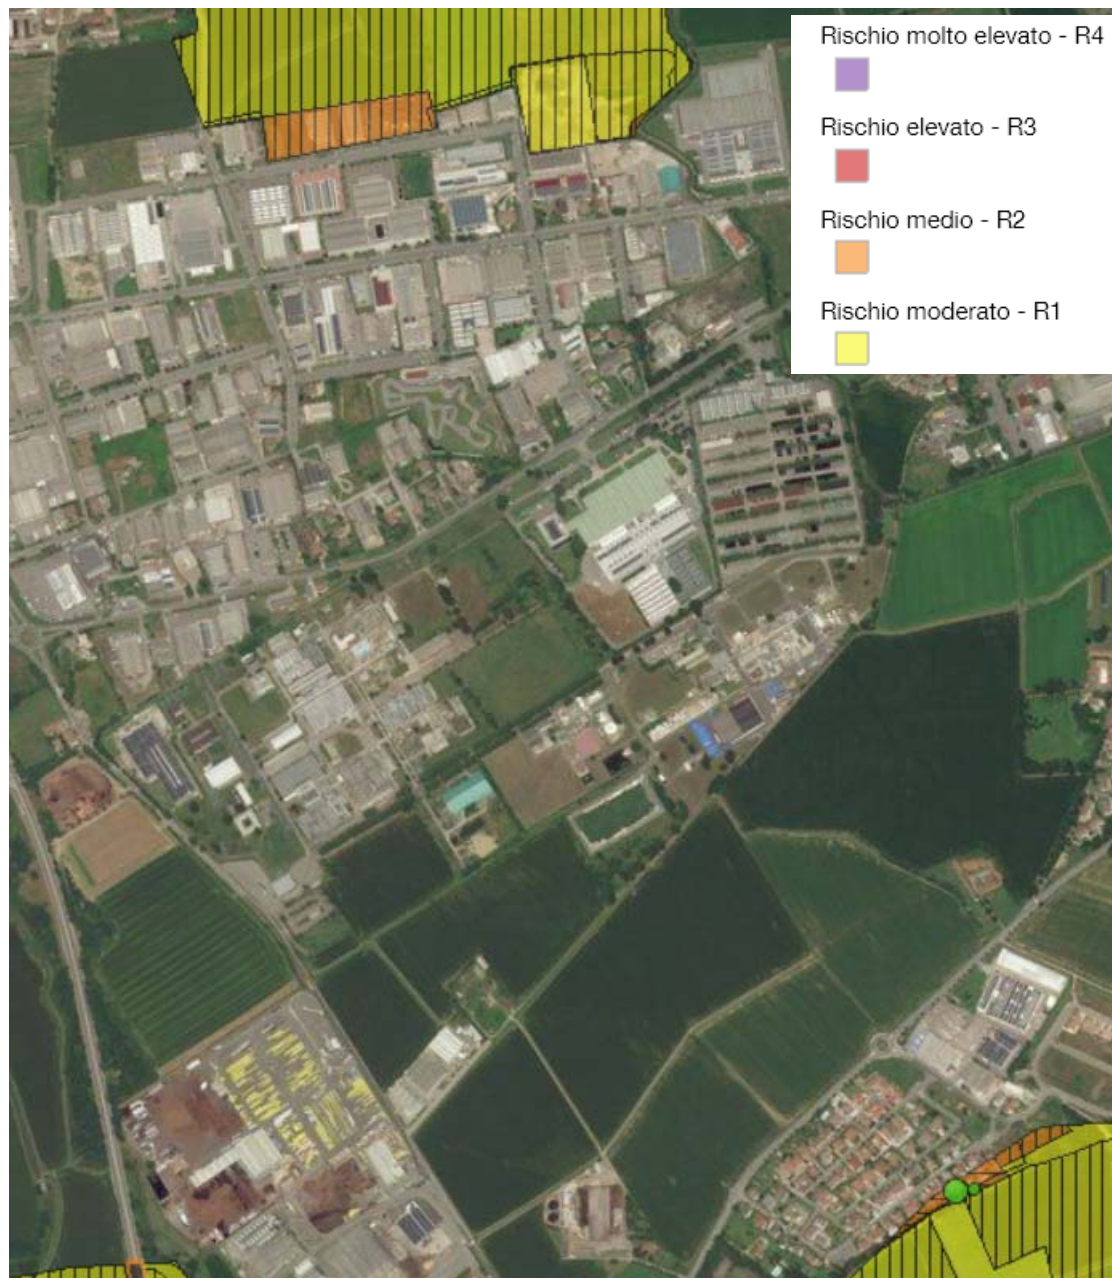 Rischio molto elevato - R4
Rischio elevato - R3
Rischio medio - R2
Rischio moderato - R1